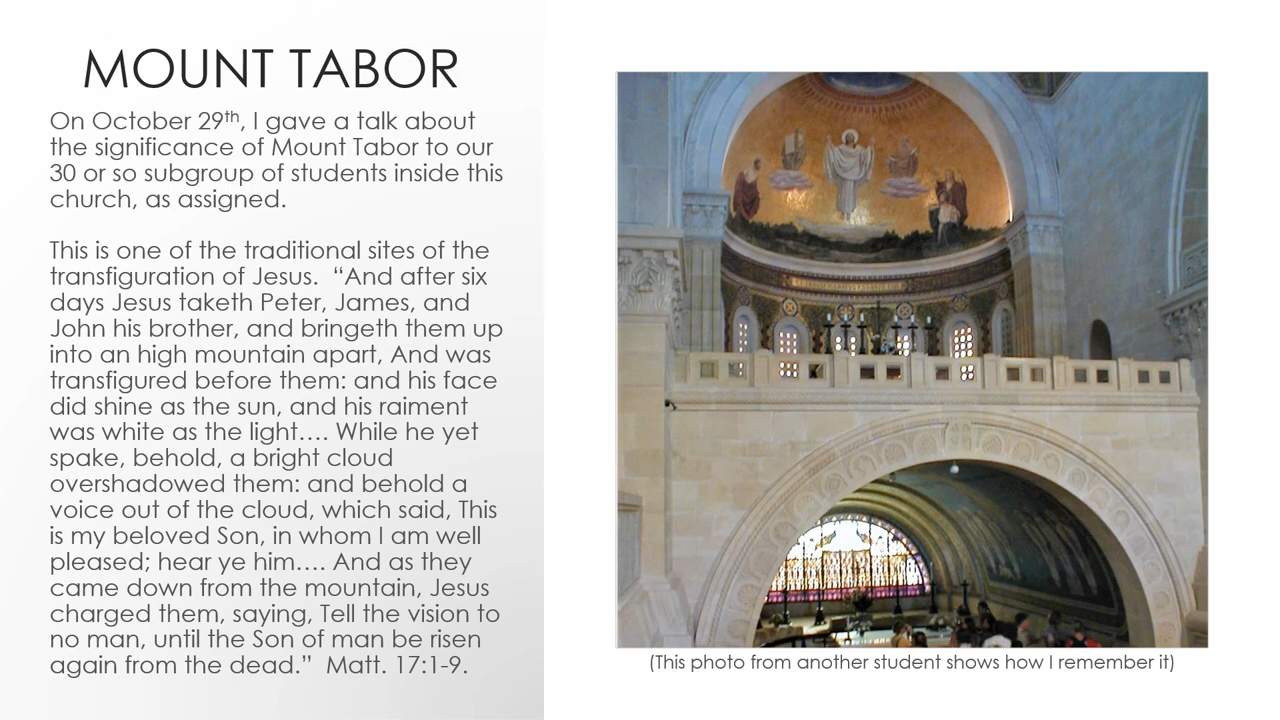 MOUNT TABOR
On October 29th, I gave a talk about
the significance of Mount Tabor to our
30 or so subgroup of students inside this
church, as assigned.
This is one of the traditional sites of the
transfiguration of Jesus.  “And after six
days Jesus taketh Peter, James, and
John his brother, and bringeth them up
into an high mountain apart, And was
transfigured before them: and his face
did shine as the sun, and his raiment
was white as the light…. While he yet
spake, behold, a bright cloud
overshadowed them: and behold a
voice out of the cloud, which said, This
is my beloved Son, in whom I am well
pleased; hear ye him…. And as they
came down from the mountain, Jesus
charged them, saying, Tell the vision to
no man, until the Son of man be risen
again from the dead.”  Matt. 17:1-9.
(This photo from another student shows how I remember it)